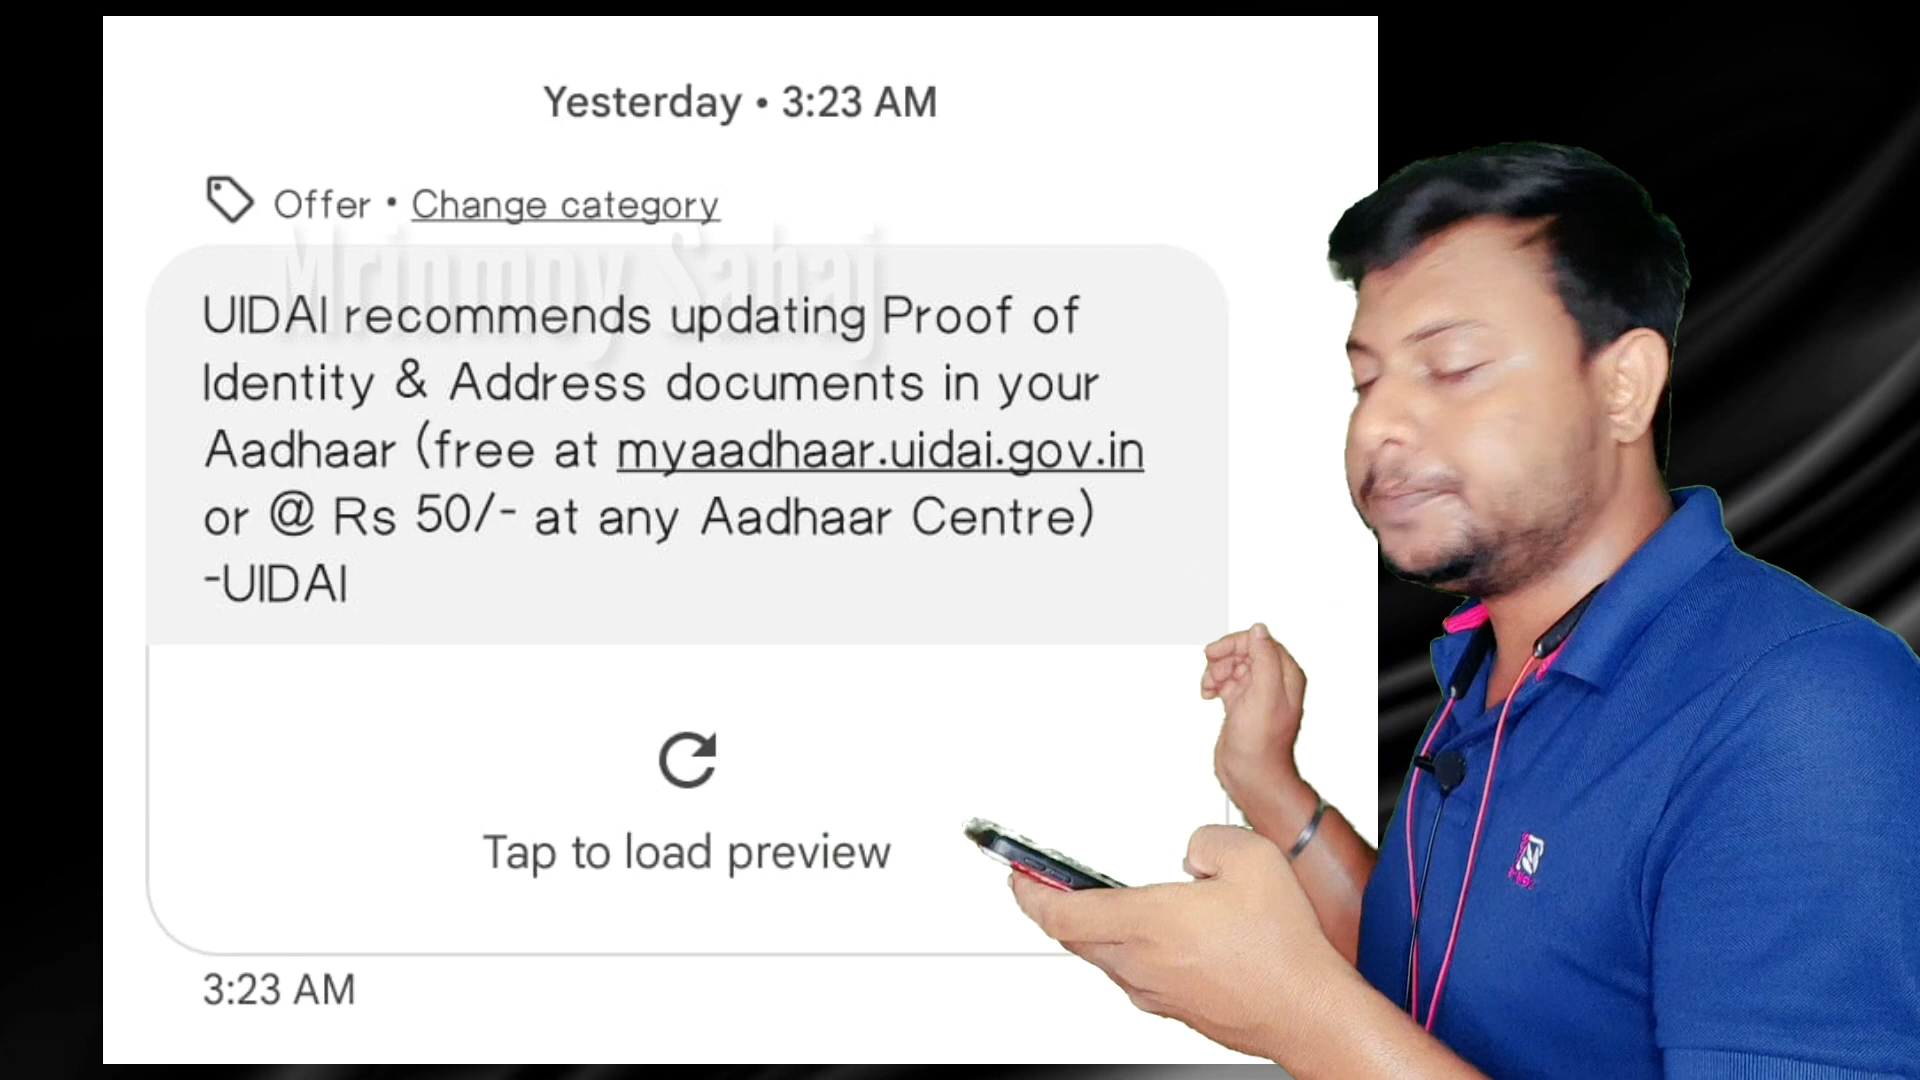 Yesterday • 3:23 AM
Offer • Change category
Mrinmoy Sahaj
UIDAI recommends updating Proof of
Identity & Address documents in your
Aadhaar (free at myaadhaar.uidai.gov.in
or @ Rs 50/- at any Aadhaar Centre)
-UIDAI
Tap to load preview
3:23 AM